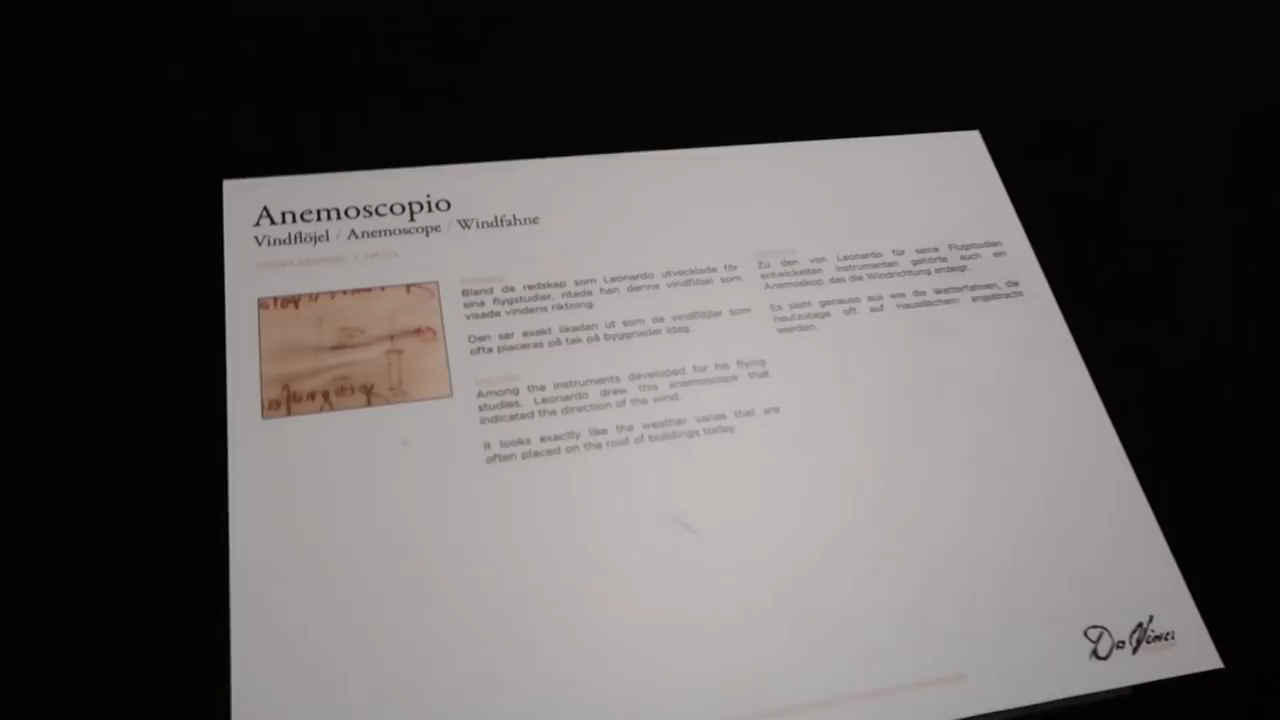 Anemoscopio
Vindflöjel / Anemoscope / Windfahne
Bland de redskap som Leonardo utvecklade för
sina flygstudier, ritade han denna vindflöjel som
visade vindens riktning.
Den ser exakt likadan ut som de vindflöjlar som
ofta placeras på tak på byggnader idag.
Among the instruments developed for his flying
studies, Leonardo drew this anemoscope that
indicated the direction of the wind.
It looks exactly like the weather vanes that are
often placed on the roof of buildings today.
Zu den von Leonardo für seine Flugstudien
entwickelten Instrumenten gehörte auch ein
Anemoskop, das die Windrichtung anzeigt.
Es sieht genauso aus wie die Wetterfahnen, die
heutzutage oft auf Hausdächern angebracht
werden.
Da Vinci